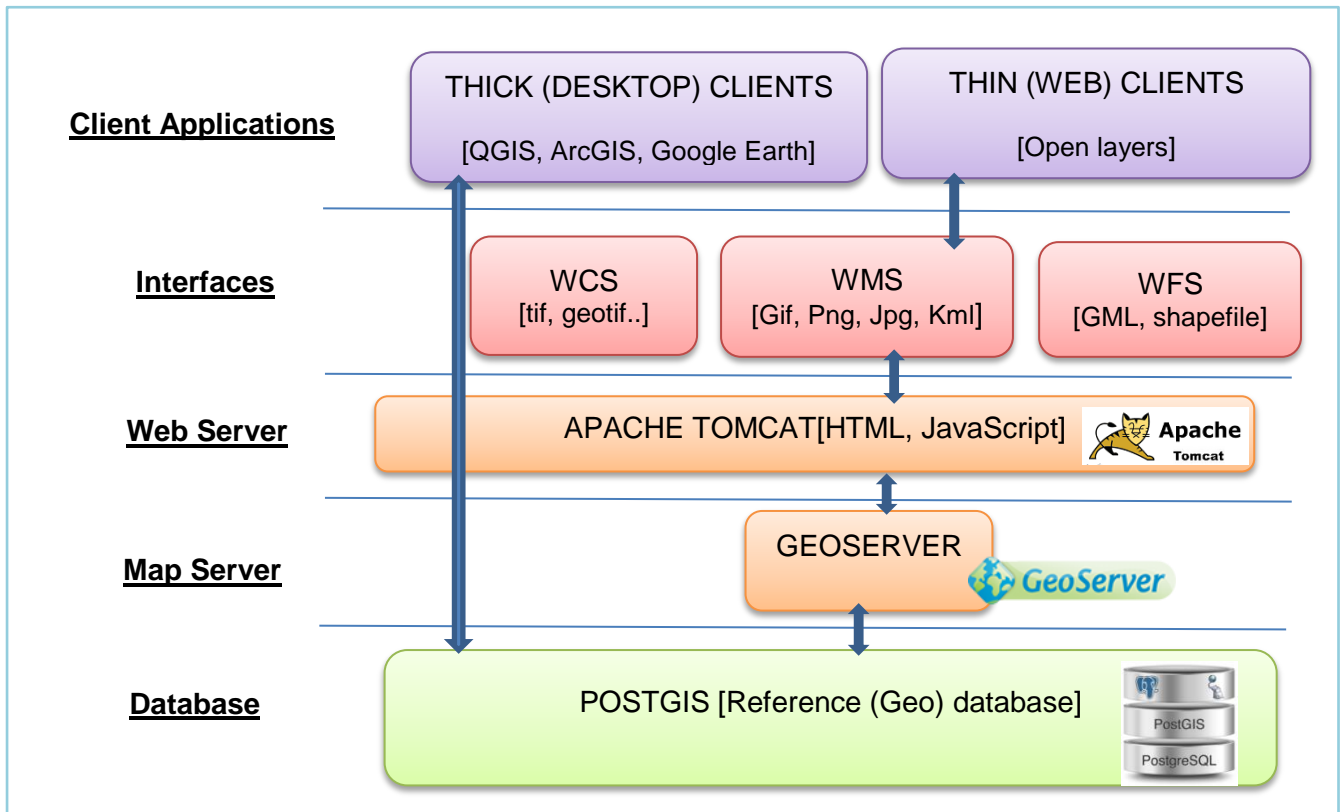 Client Applications
THICK (DESKTOP) CLIENTS
[QGIS, ArcGIS, Google Earth]
THIN (WEB) CLIENTS
[Open layers]
Interfaces
WCS
[tif, geotif..]
WMS
[Gif, Png, Jpg, Kml]
WFS
[GML, shapefile]
Web Server
APACHE TOMCAT[HTML, JavaScript]
Apache
Tomcat
Map Server
GEOSERVER
GeoServer
Database
POSTGIS [Reference (Geo) database]
PostGIS
PostgreSQL